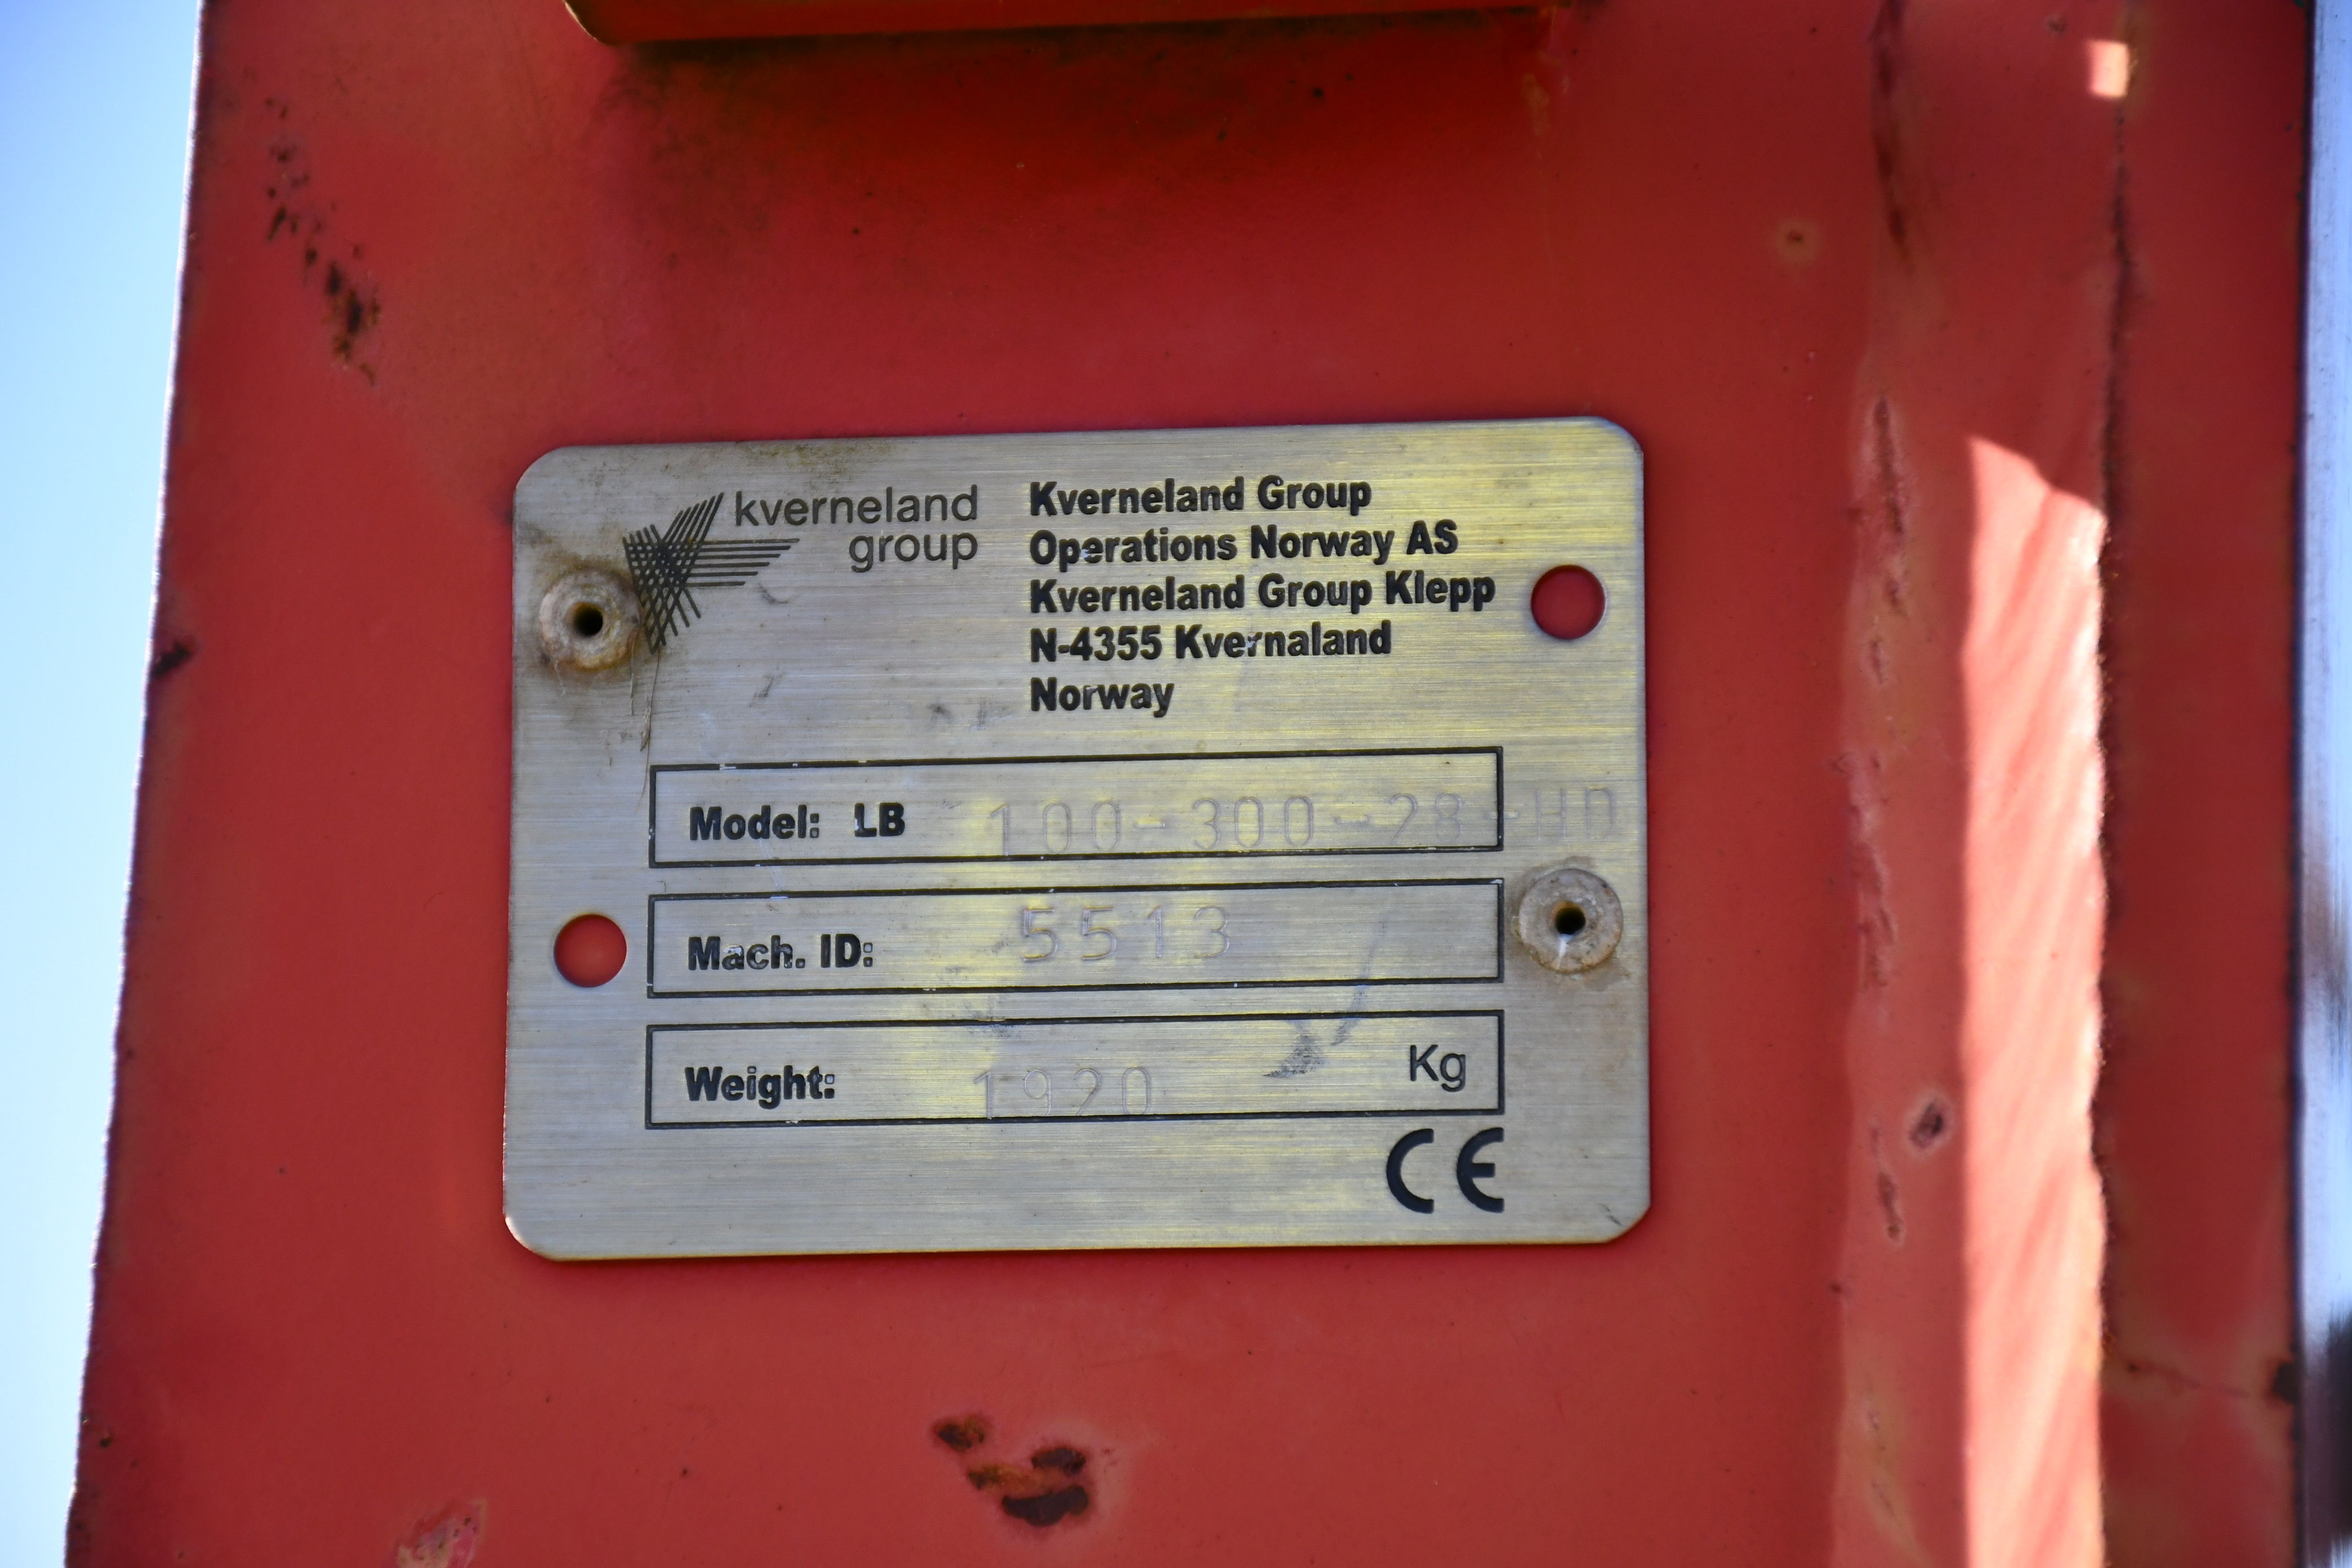 kverneland
group
Kverneland Group
Operations Norway AS
Kverneland Group Klepp
N-4355 Kvernaland
Norway
Model: LB 100-300-28-HD
Mach. ID: 5513
Weight: 1920 Kg
CE